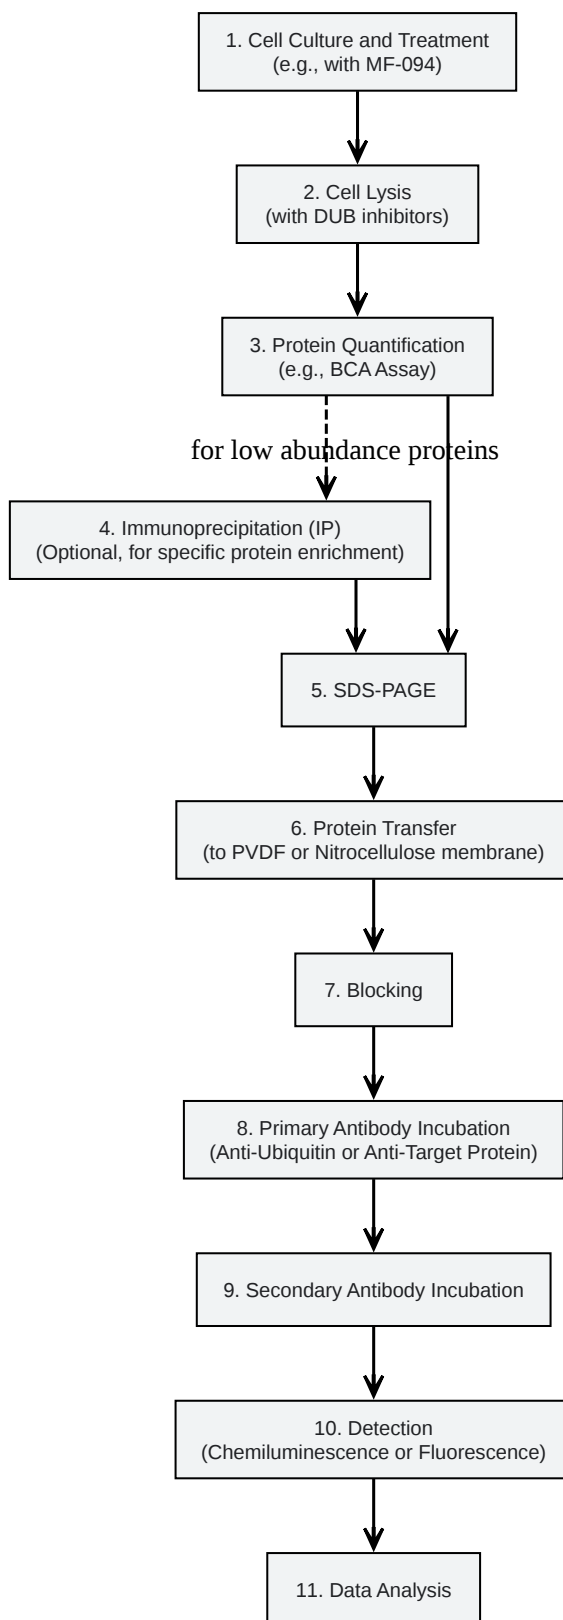 1. Cell Culture and Treatment
(e.g., with MF-094)
2. Cell Lysis
(with DUB inhibitors)
3. Protein Quantification
(e.g., BCA Assay)
for low abundance proteins
4. Immunoprecipitation (IP)
(Optional, for specific protein enrichment)
5. SDS-PAGE
6. Protein Transfer
(to PVDF or Nitrocellulose membrane)
7. Blocking
8. Primary Antibody Incubation
(Anti-Ubiquitin or Anti-Target Protein)
9. Secondary Antibody Incubation
10. Detection
(Chemiluminescence or Fluorescence)
11. Data Analysis